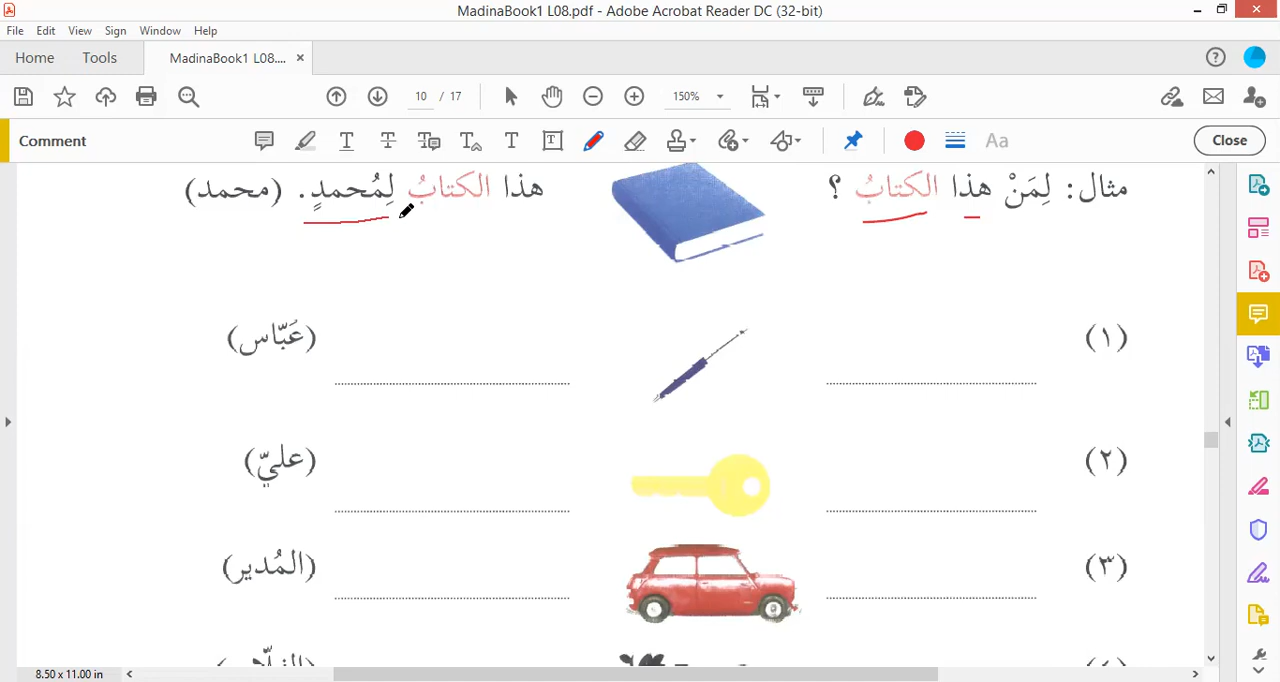 MadinaBook1 L08.pdf - Adobe Acrobat Reader DC (32-bit)
File Edit View Sign Window Help
Home Tools MadinaBook1 L08.... ×
10 / 17 150%
Comment Close
مثال: لِمَنْ هذا الكتابُ ؟ هذا الكتابُ لِمُحمدٍ. (محمد)
(١) (عَبّاس)
(٢) (عليّ)
(٣) (المُدير)
8.50 x 11.00 in